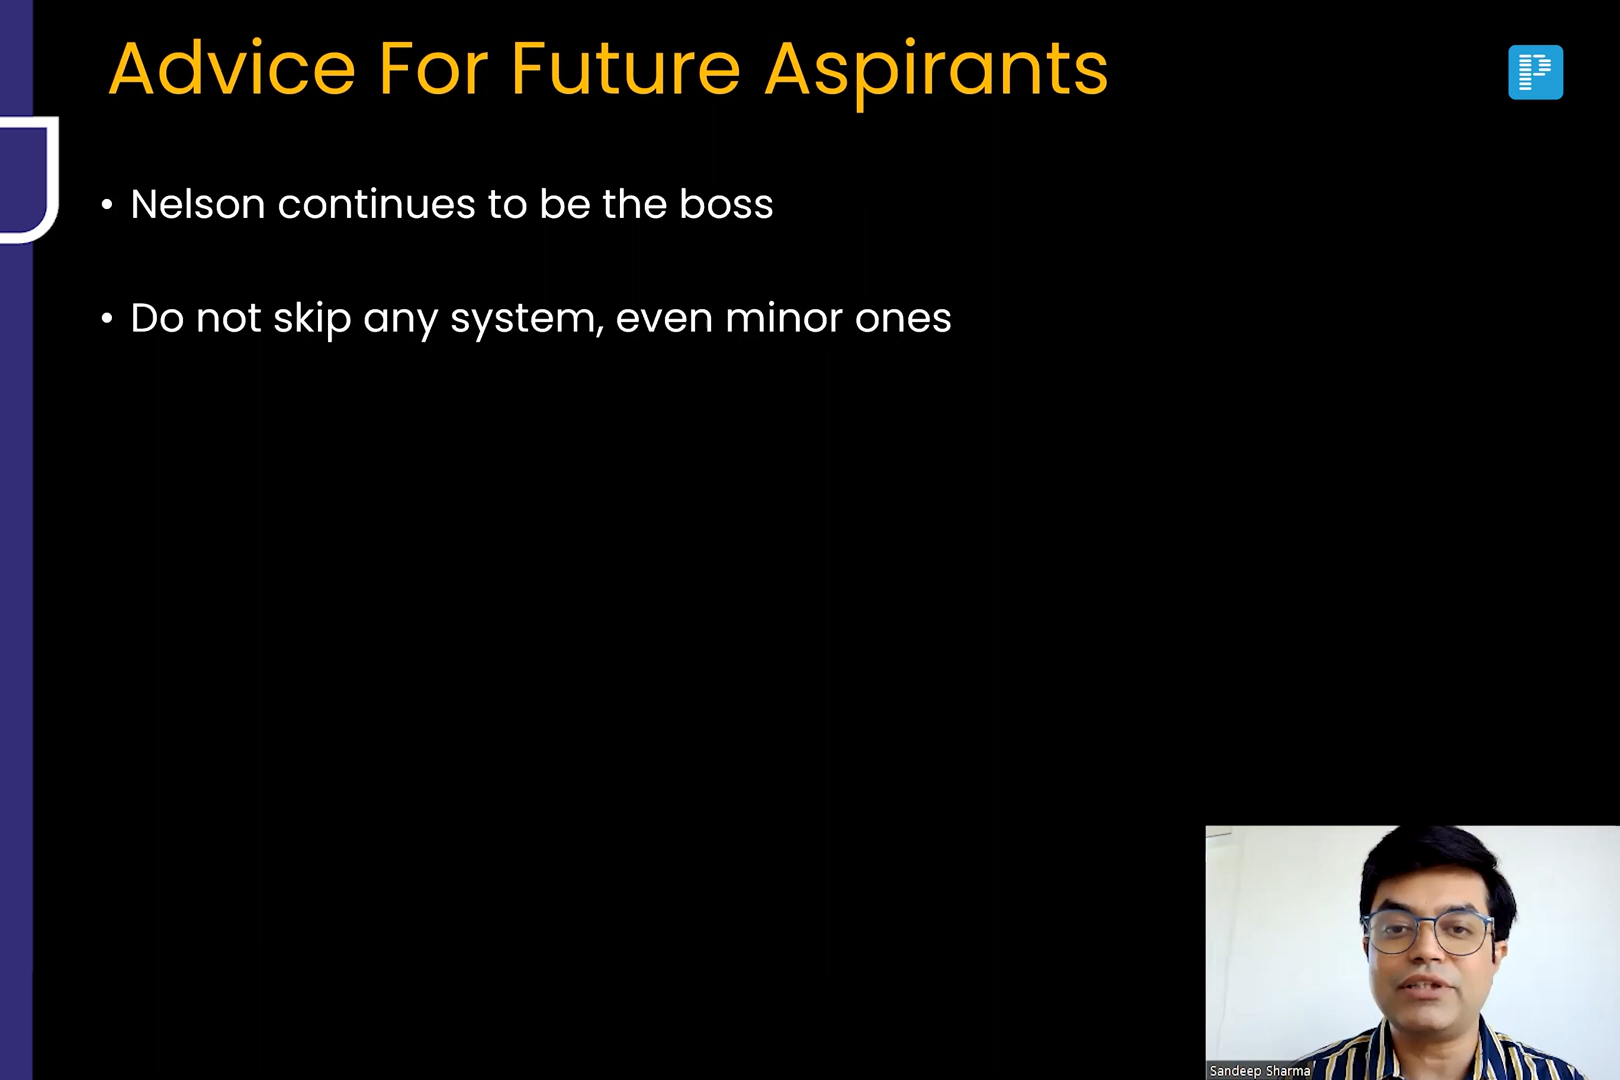 Advice For Future Aspirants
• Nelson continues to be the boss
• Do not skip any system, even minor ones
Sandeep Sharma